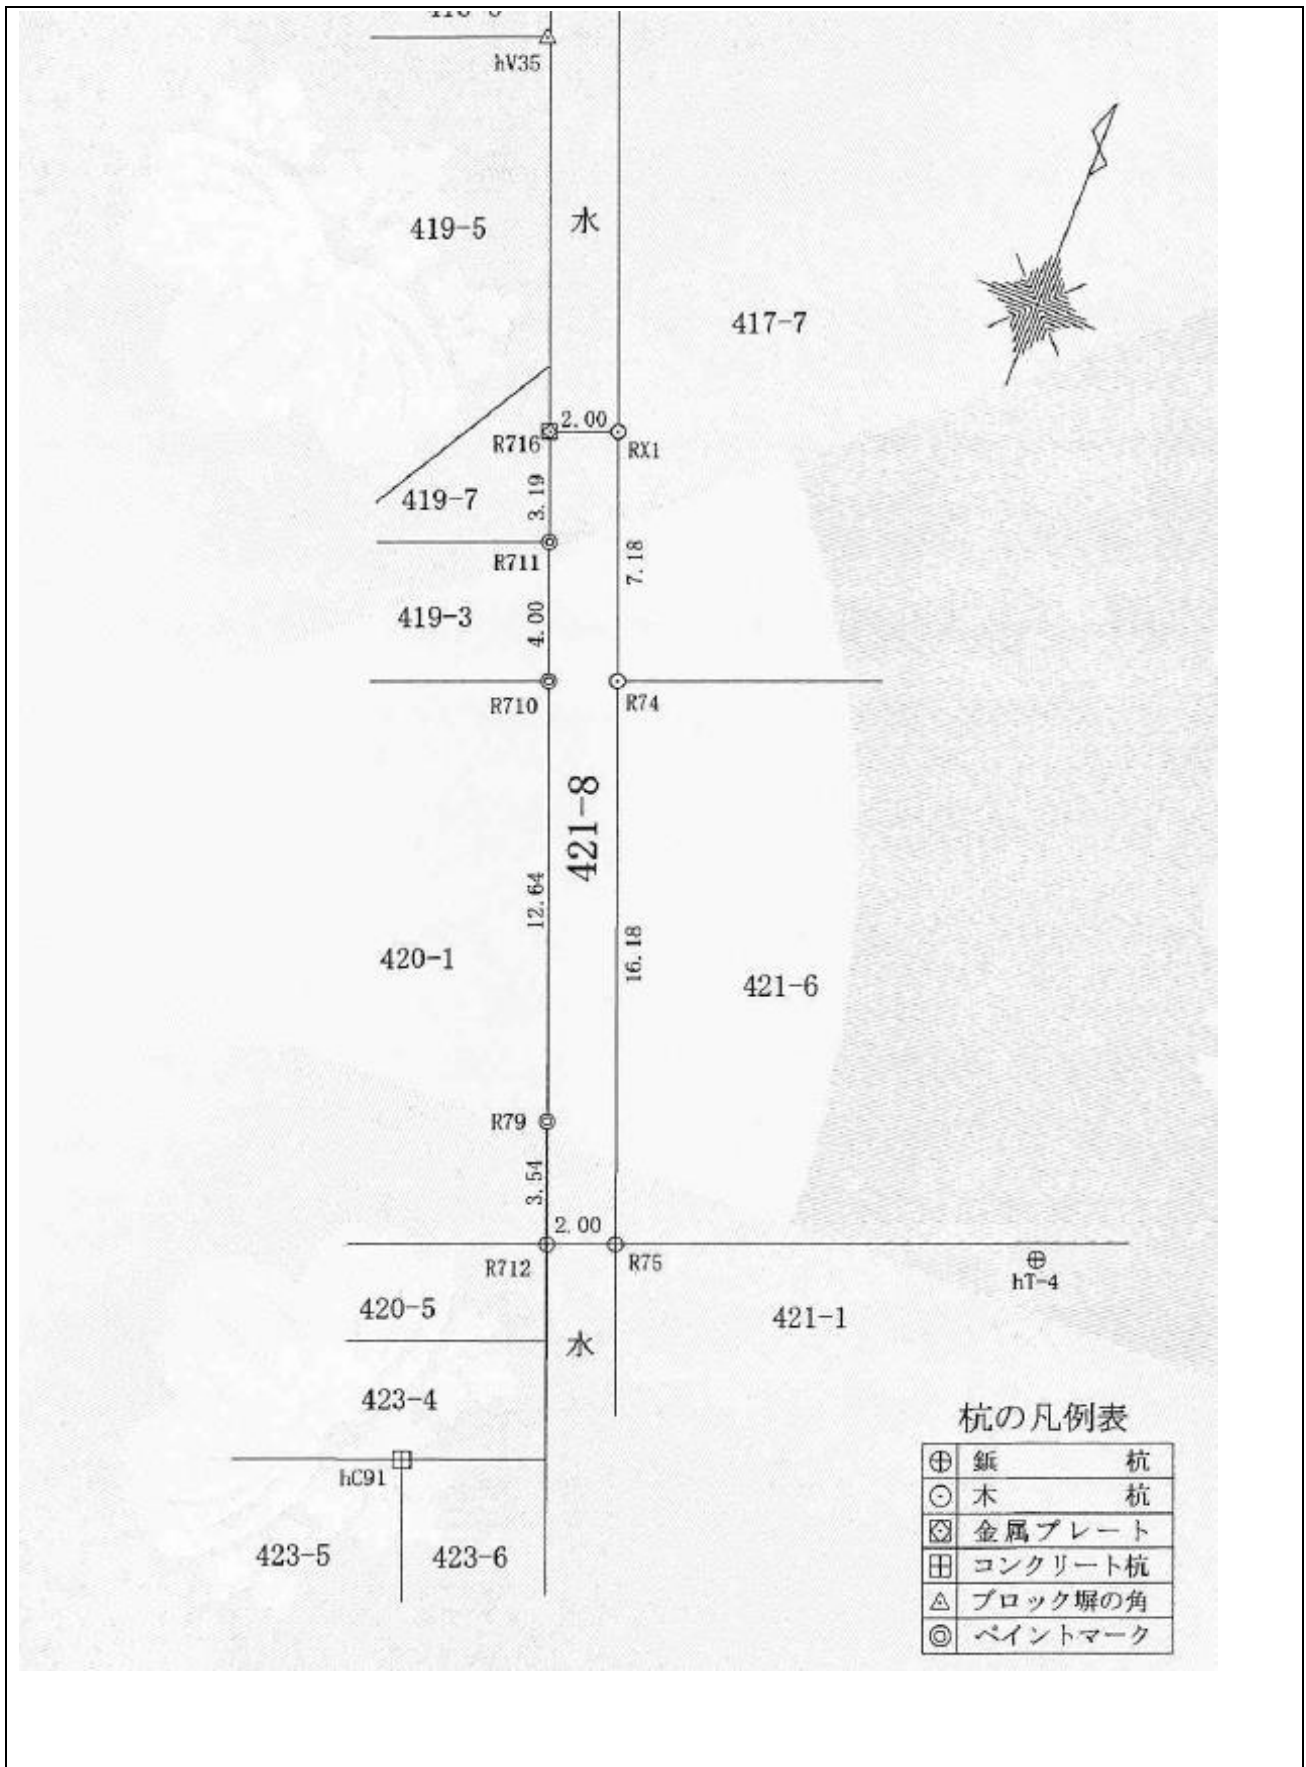 hV35
419-5
水
417-7
2.00
R716
RX1
419-7
3.19
R711
7.18
419-3
4.00
R710
R74
421-8
12.64
420-1
16.18
421-6
R79
3.54
2.00
R712
R75
hT-4
420-5
421-1
水
423-4
hC91
423-5
423-6
杭の凡例表
鋲 杭
木 杭
金属プレート
コンクリート杭
ブロック塀の角
ペイントマーク